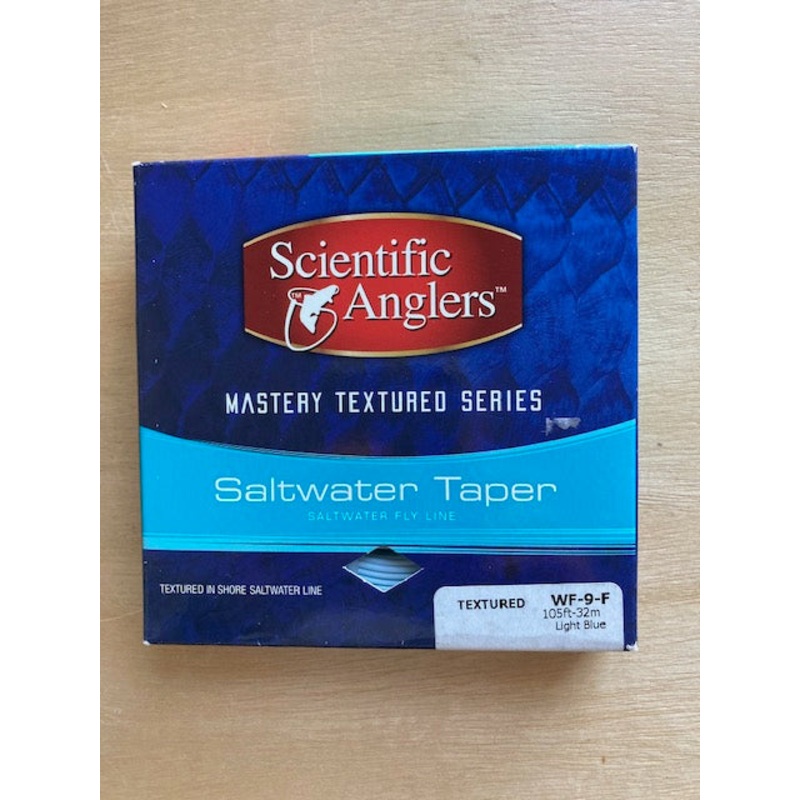 Scientific
Anglers™
™
MASTERY TEXTURED SERIES
Saltwater Taper
SALTWATER FLY LINE
TEXTURED IN SHORE SALTWATER LINE
TEXTURED WF-9-F
105ft-32m
Light Blue